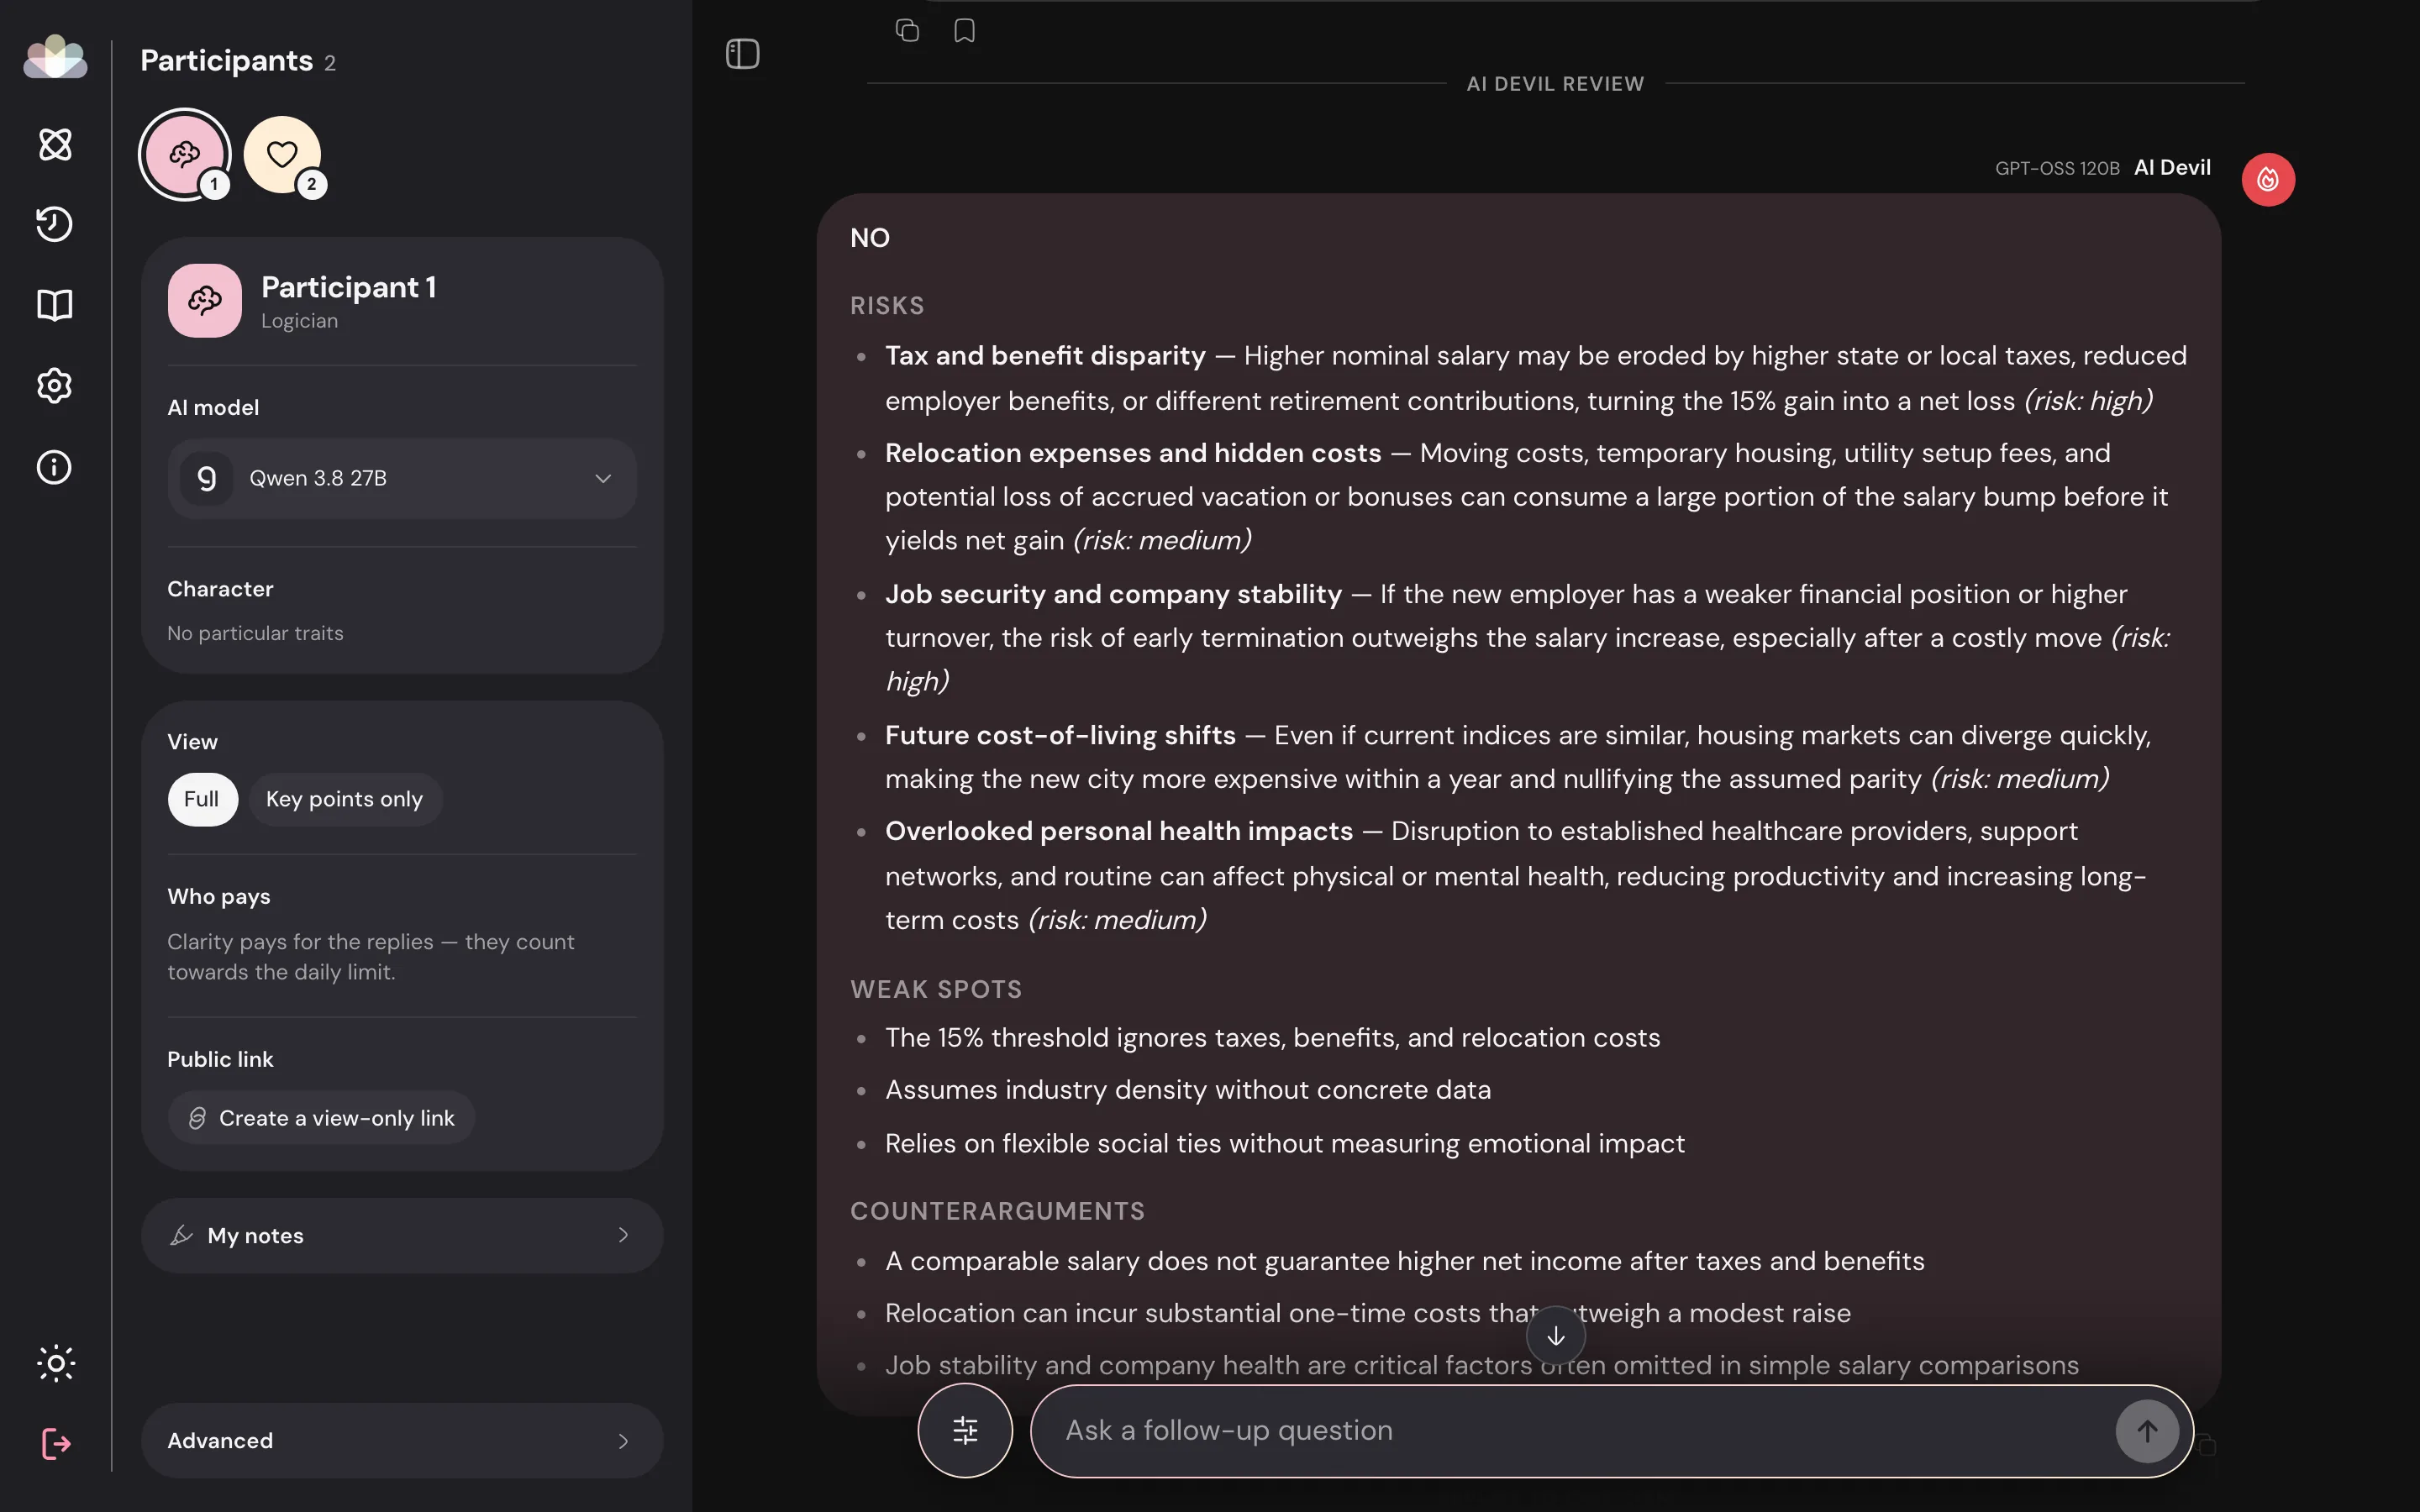 Participants 2
1
2
Participant 1
Logician
AI model
Qwen 3.8 27B
Character
No particular traits
View
Full
Key points only
Who pays
Clarity pays for the replies — they count
towards the daily limit.
Public link
Create a view-only link
My notes
Advanced
AI DEVIL REVIEW
GPT-OSS 120B AI Devil
NO
RISKS
• Tax and benefit disparity — Higher nominal salary may be eroded by higher state or local taxes, reduced
employer benefits, or different retirement contributions, turning the 15% gain into a net loss (risk: high)
• Relocation expenses and hidden costs — Moving costs, temporary housing, utility setup fees, and
potential loss of accrued vacation or bonuses can consume a large portion of the salary bump before it
yields net gain (risk: medium)
• Job security and company stability — If the new employer has a weaker financial position or higher
turnover, the risk of early termination outweighs the salary increase, especially after a costly move (risk:
high)
• Future cost-of-living shifts — Even if current indices are similar, housing markets can diverge quickly,
making the new city more expensive within a year and nullifying the assumed parity (risk: medium)
• Overlooked personal health impacts — Disruption to established healthcare providers, support
networks, and routine can affect physical or mental health, reducing productivity and increasing long-
term costs (risk: medium)
WEAK SPOTS
• The 15% threshold ignores taxes, benefits, and relocation costs
• Assumes industry density without concrete data
• Relies on flexible social ties without measuring emotional impact
COUNTERARGUMENTS
• A comparable salary does not guarantee higher net income after taxes and benefits
• Relocation can incur substantial one-time costs that outweigh a modest raise
• Job stability and company health are critical factors often omitted in simple salary comparisons
Ask a follow-up question